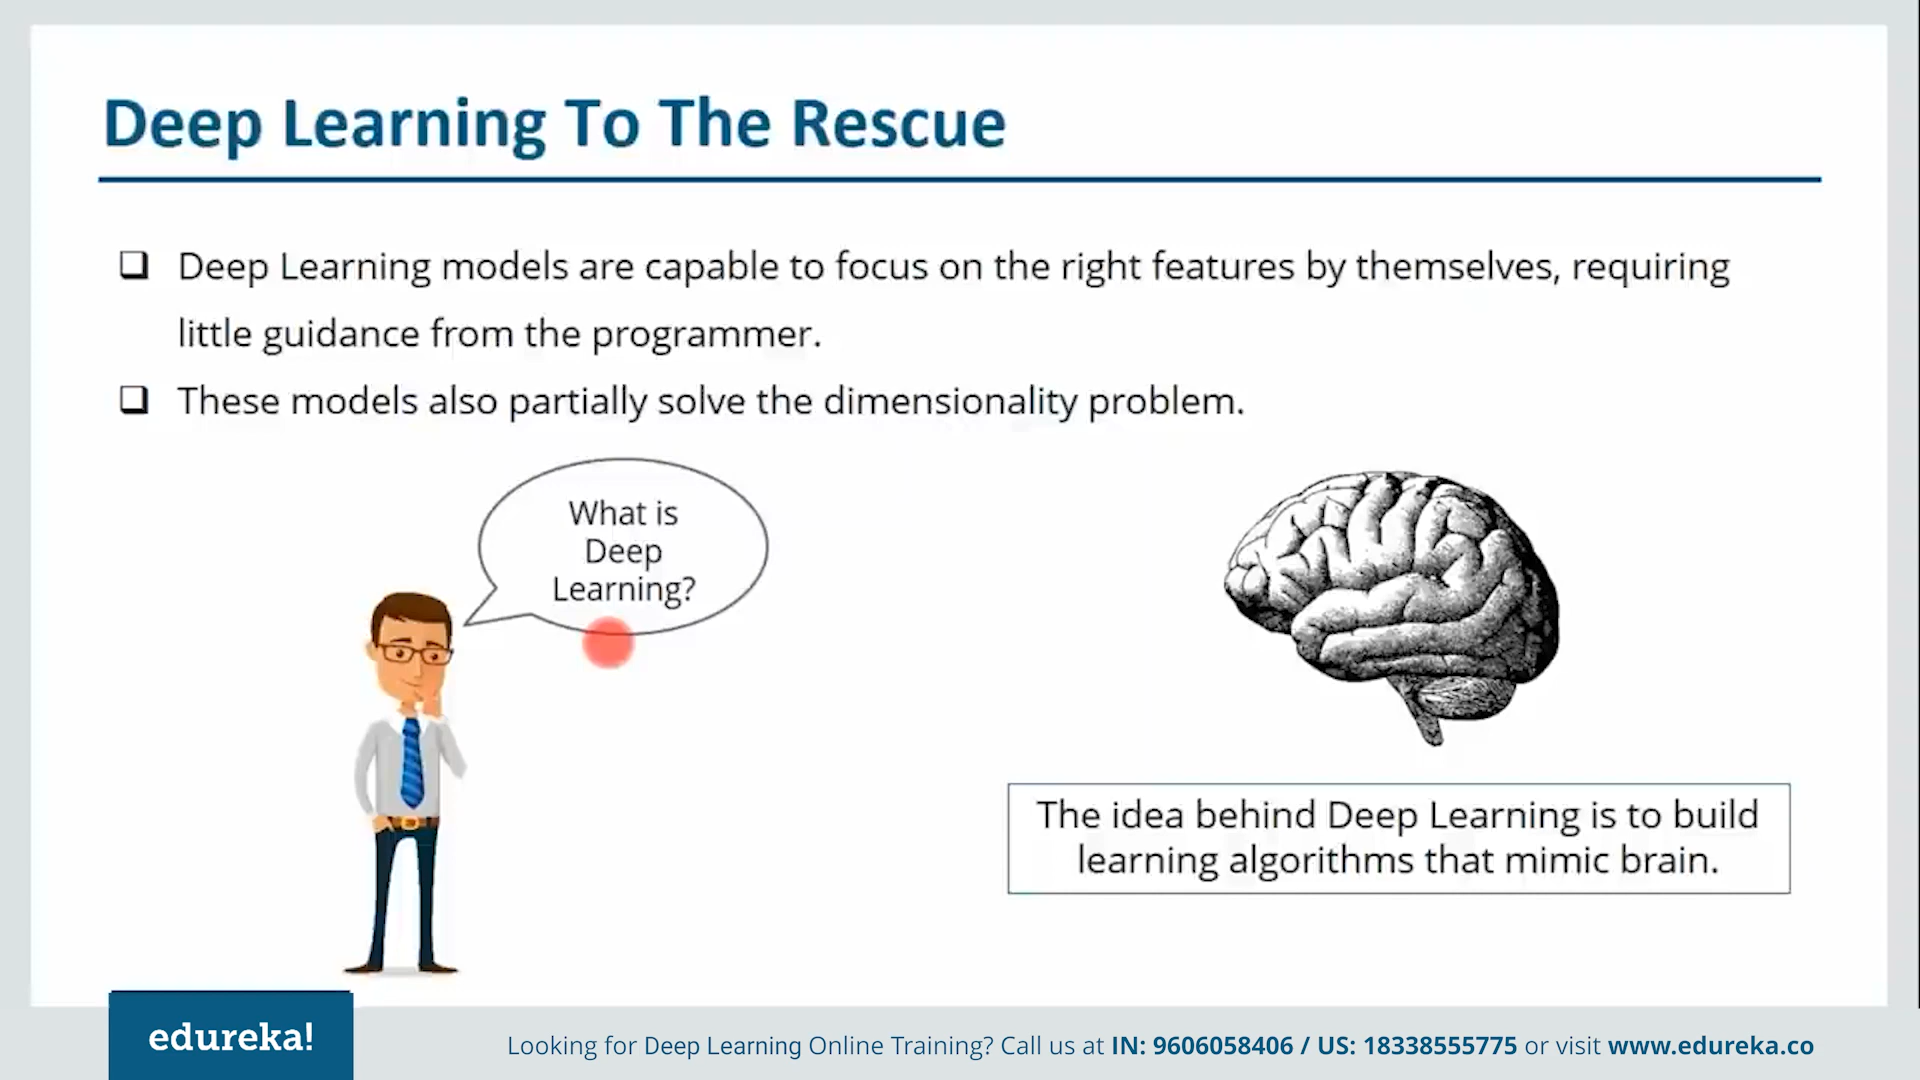 Deep Learning To The Rescue
❑ Deep Learning models are capable to focus on the right features by themselves, requiring
little guidance from the programmer.
❑ These models also partially solve the dimensionality problem.
What is
Deep
Learning?
The idea behind Deep Learning is to build
learning algorithms that mimic brain.
edureka!
Looking for Deep Learning Online Training? Call us at IN: 9606058406 / US: 18338555775 or visit www.edureka.co